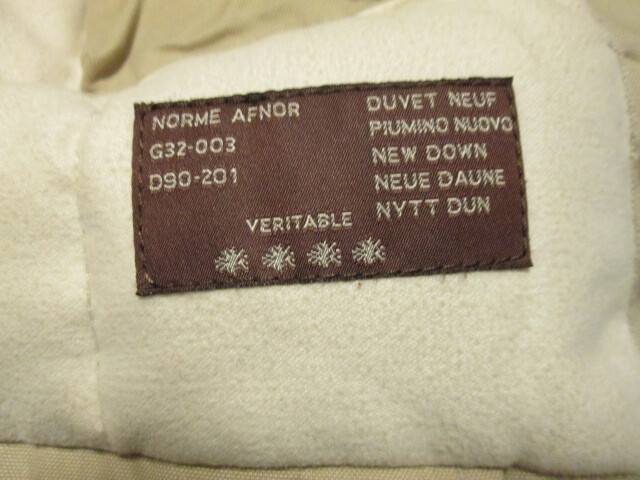 NORME AFNOR
G32-003
D90-201
VERITABLE
DUVET NEUF
PIUMINO NUOVO
NEW DOWN
NEUE DAUNE
NYTT DUN